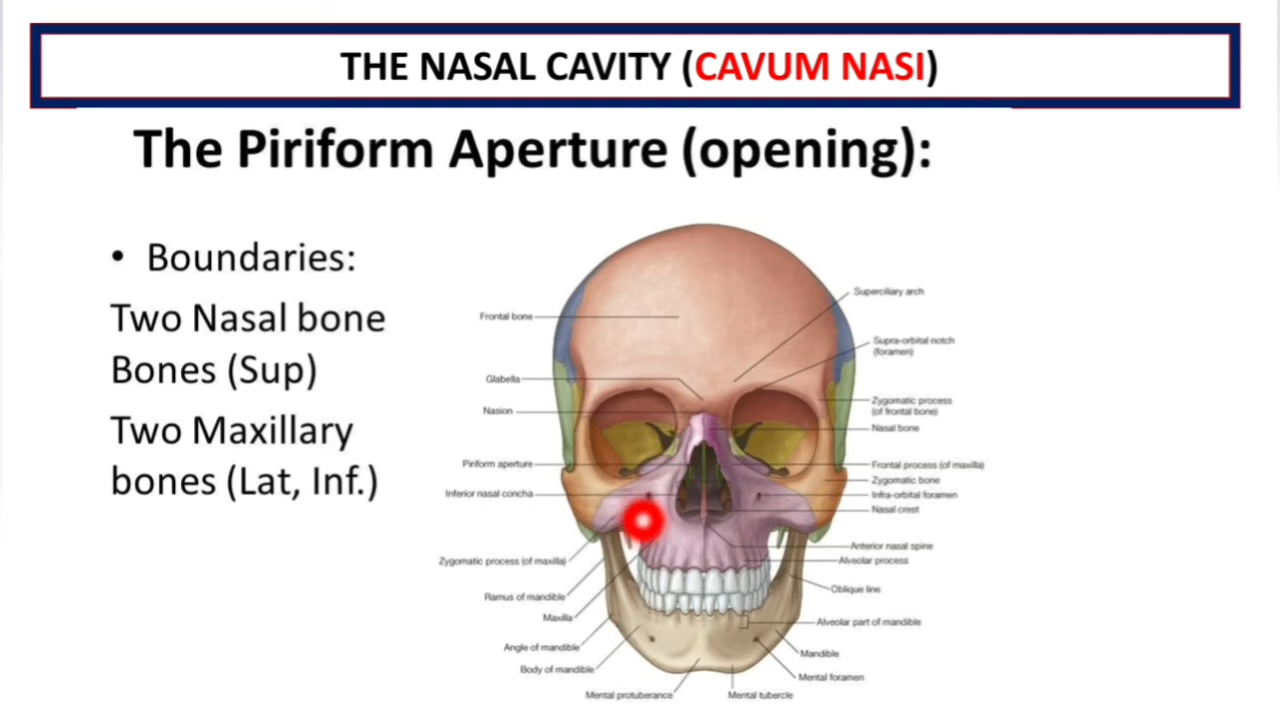 THE NASAL CAVITY (CAVUM NASI)
The Piriform Aperture (opening):
• Boundaries:
Two Nasal bone
Bones (Sup)
Two Maxillary
bones (Lat, Inf.)
Frontal bone
Glabella
Nasion
Piriform aperture
Inferior nasal concha
Zygomatic process (of maxilla)
Ramus of mandible
Maxilla
Angle of mandible
Body of mandible
Mental protuberance
Superciliary arch
Supra-orbital notch
(foramen)
Zygomatic process
(of frontal bone)
Nasal bone
Frontal process (of maxilla)
Zygomatic bone
Infra-orbital foramen
Nasal crest
Anterior nasal spine
Alveolar process
Oblique line
Alveolar part of mandible
Mandible
Mental foramen
Mental tubercle